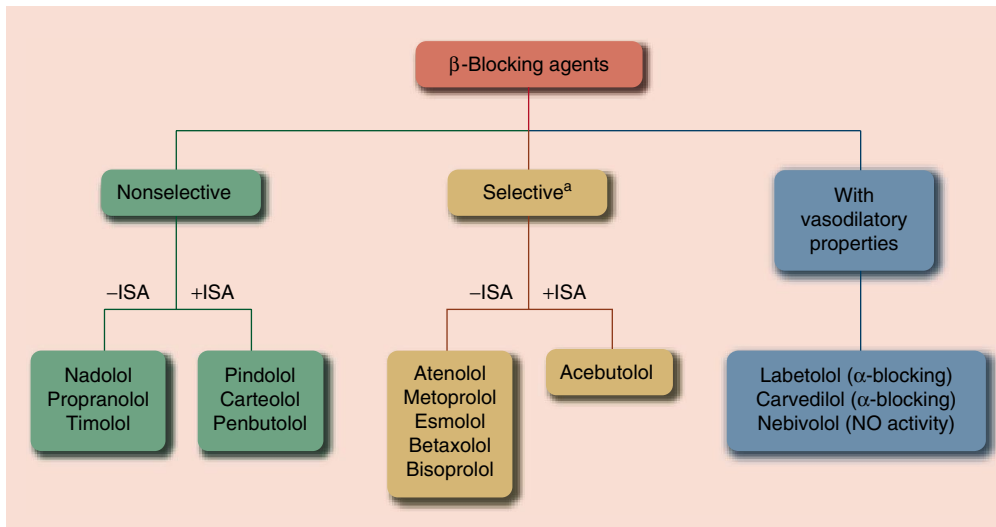 β-Blocking agents
Nonselective
Selectiveᵃ
With
vasodilatory
properties
–ISA
+ISA
–ISA
+ISA
Nadolol
Propranolol
Timolol
Pindolol
Carteolol
Penbutolol
Atenolol
Metoprolol
Esmolol
Betaxolol
Bisoprolol
Acebutolol
Labetolol (α-blocking)
Carvedilol (α-blocking)
Nebivolol (NO activity)